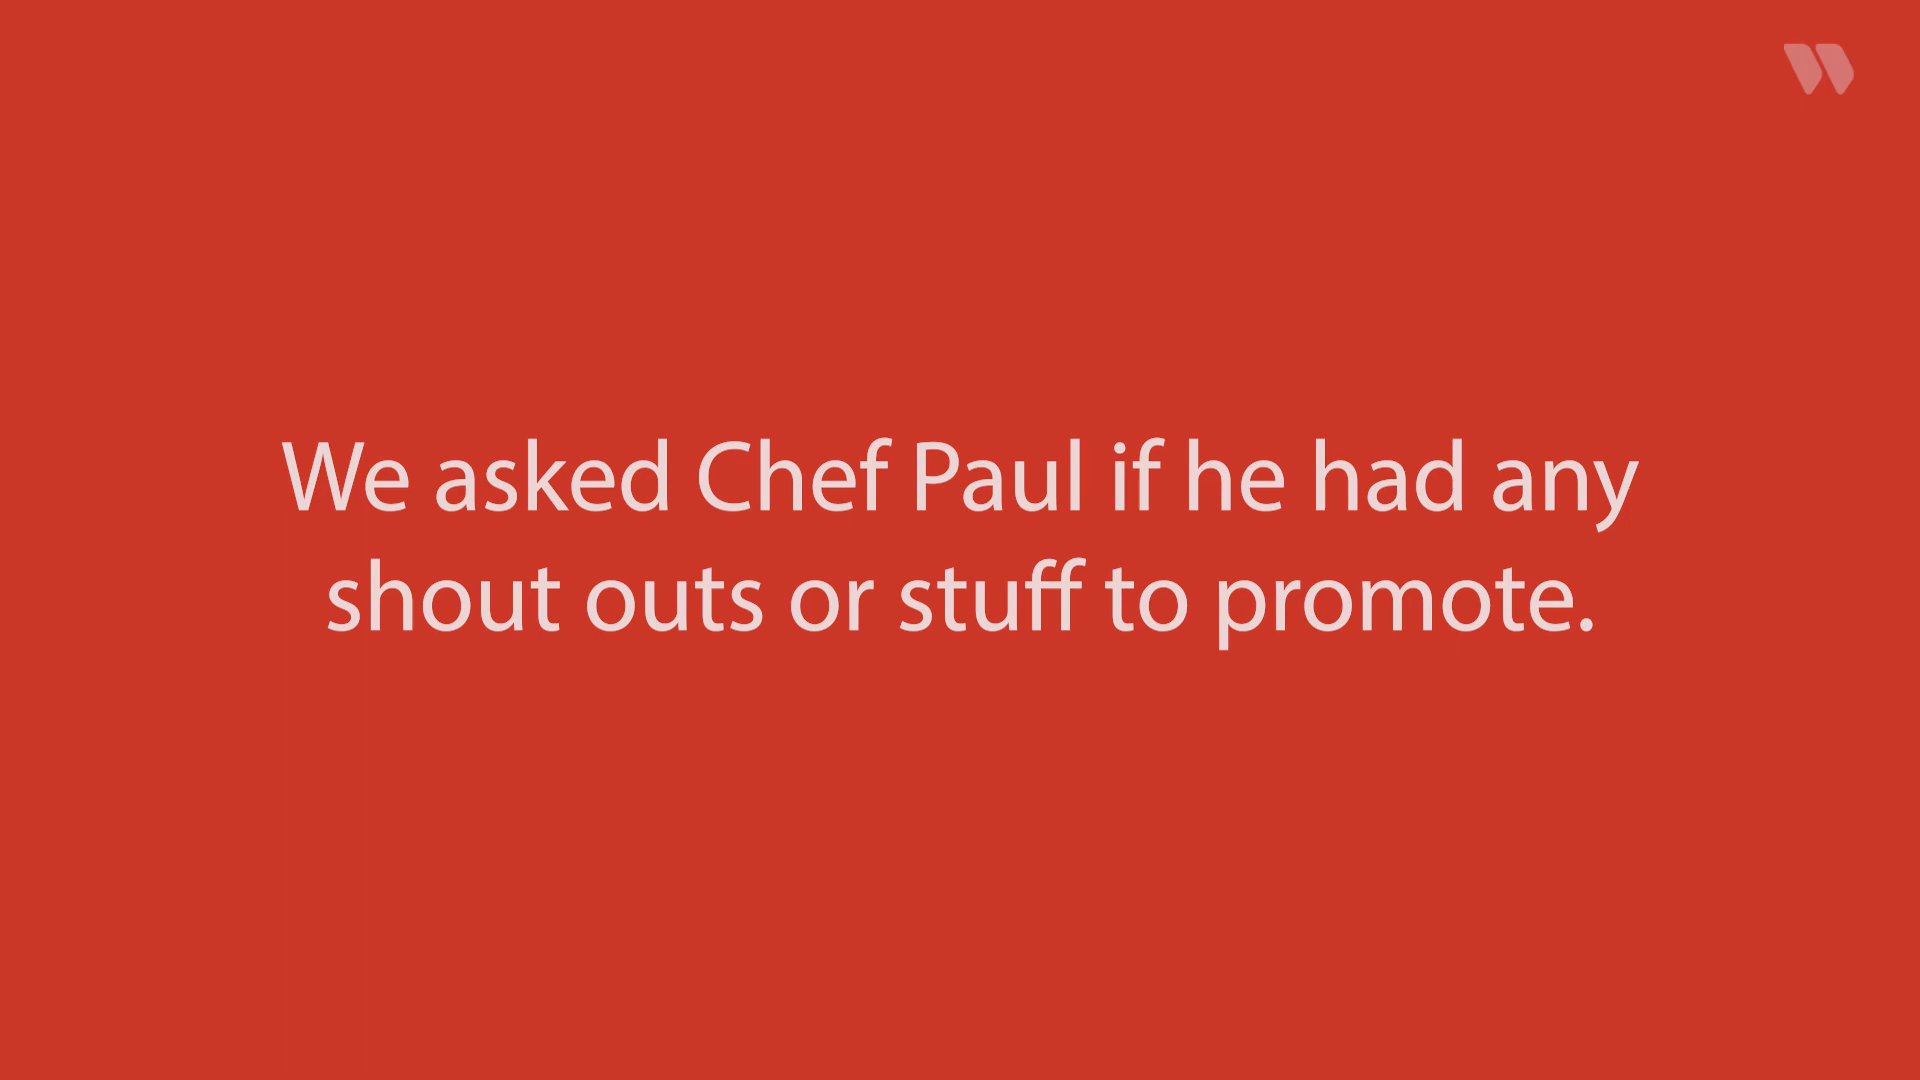 We asked Chef Paul if he had any
shout outs or stuff to promote.